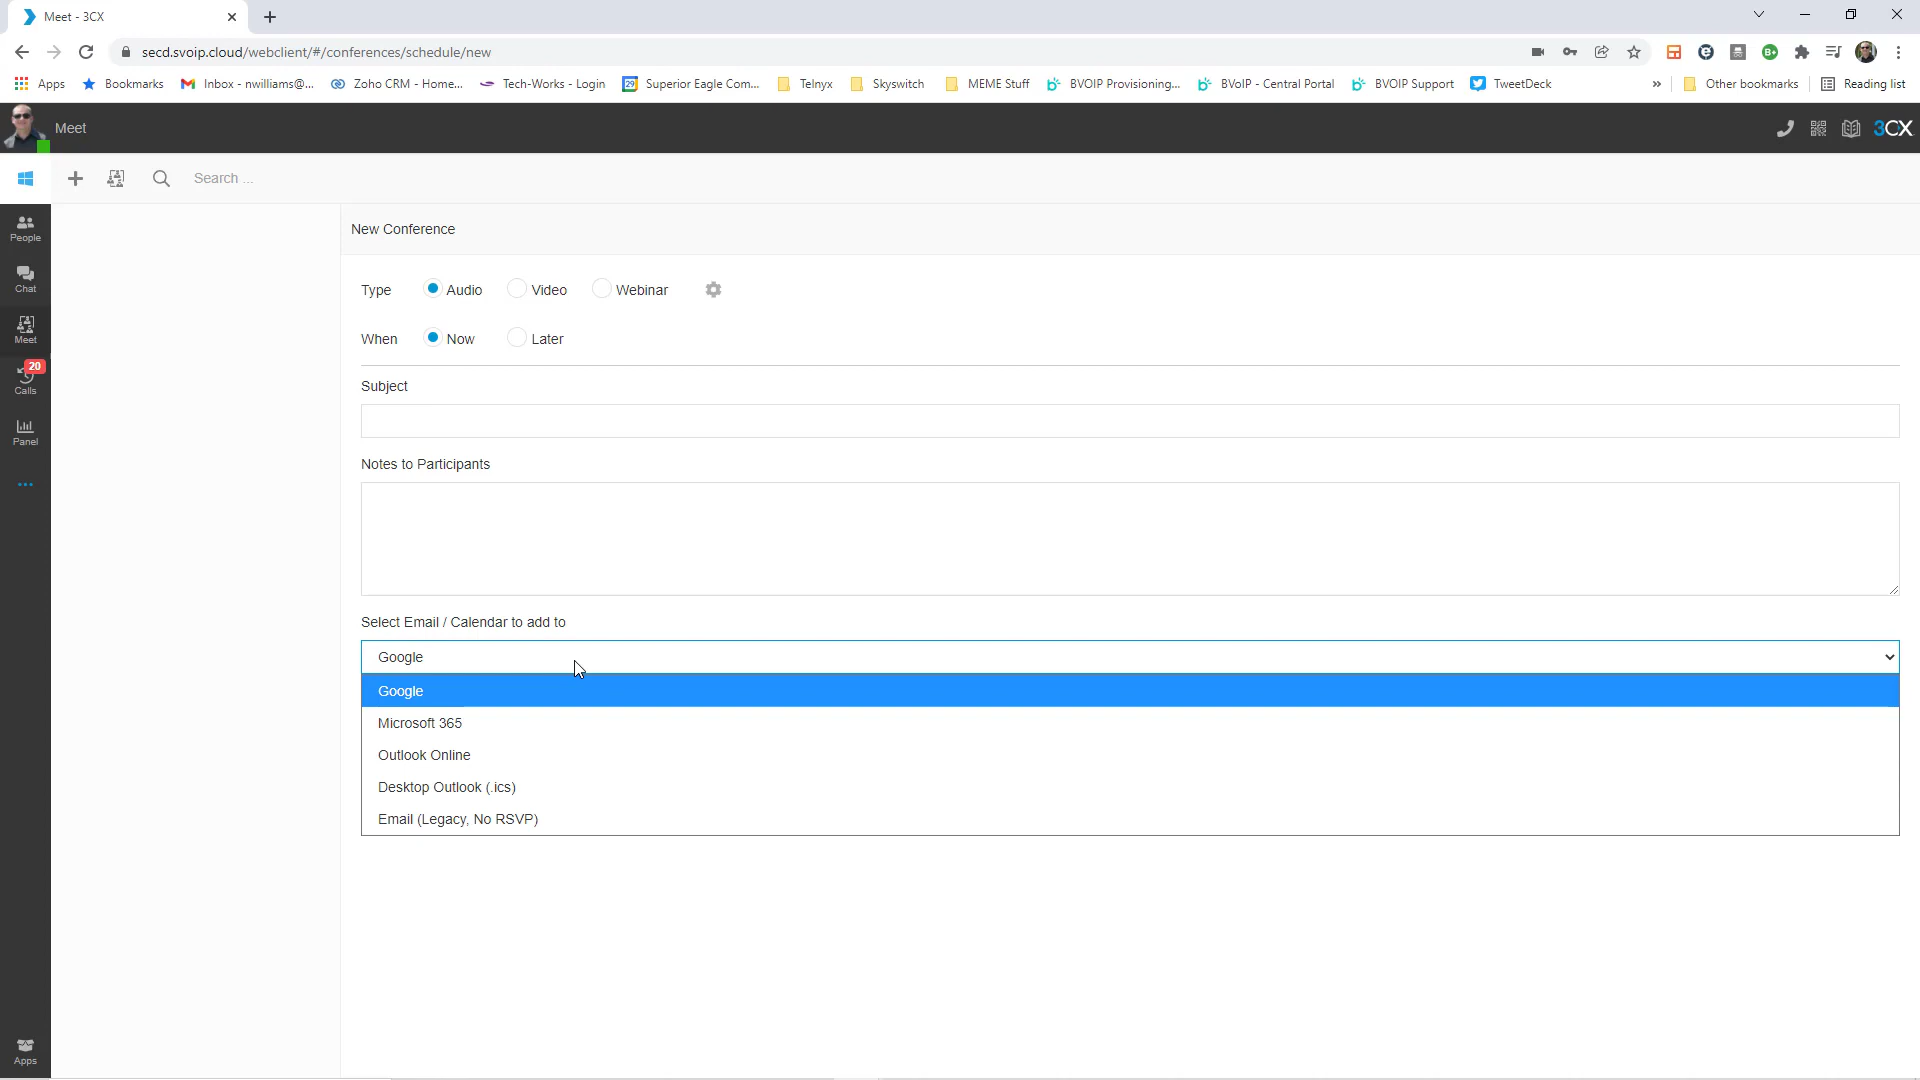 Meet - 3CX
secd.svoip.cloud/webclient/#/conferences/schedule/new
Apps Bookmarks Inbox - nwilliams@... Zoho CRM - Home... Tech-Works - Login Superior Eagle Com... Telnyx Skyswitch MEME Stuff BVOIP Provisioning... BVoIP - Central Portal BVOIP Support TweetDeck » Other bookmarks Reading list
Meet 3CX
Search ...
People
Chat
Meet
20
Calls
Panel
Apps
New Conference
Type Audio Video Webinar
When Now Later
Subject
Notes to Participants
Select Email / Calendar to add to
Google
Google
Microsoft 365
Outlook Online
Desktop Outlook (.ics)
Email (Legacy, No RSVP)